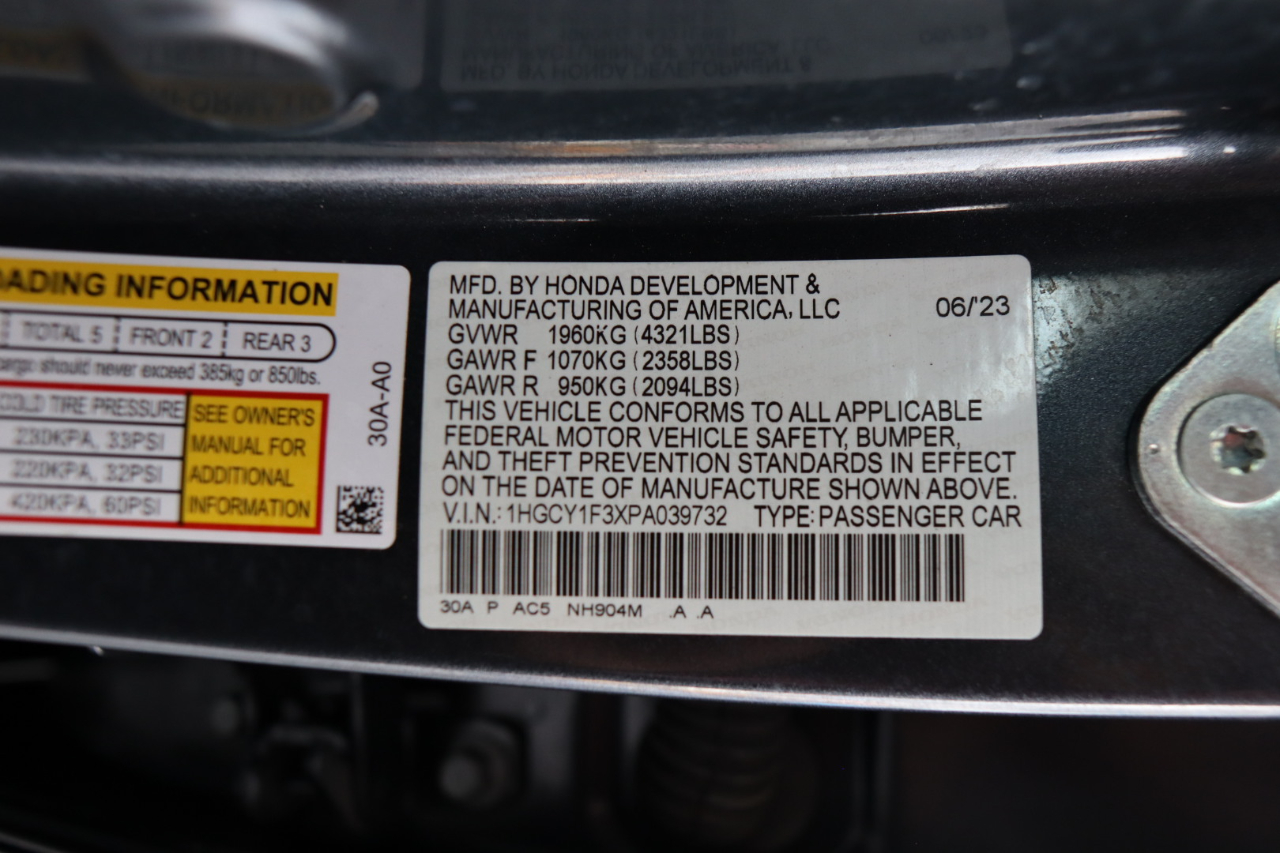 ADING INFORMATION
TOTAL 5 FRONT 2 REAR 3
cargo should never exceed 385kg or 850lbs.
COLD TIRE PRESSURE
230KPA, 33PSI
220KPA, 32PSI
420KPA, 60PSI
SEE OWNER'S
MANUAL FOR
ADDITIONAL
INFORMATION
30A-A0
MFD. BY HONDA DEVELOPMENT &
MANUFACTURING OF AMERICA, LLC 06/'23
GVWR 1960KG (4321LBS)
GAWR F 1070KG (2358LBS)
GAWR R 950KG (2094LBS)
THIS VEHICLE CONFORMS TO ALL APPLICABLE
FEDERAL MOTOR VEHICLE SAFETY, BUMPER,
AND THEFT PREVENTION STANDARDS IN EFFECT
ON THE DATE OF MANUFACTURE SHOWN ABOVE.
V.I.N.: 1HGCY1F3XPA039732 TYPE: PASSENGER CAR
30A P AC5 NH904M .A .A